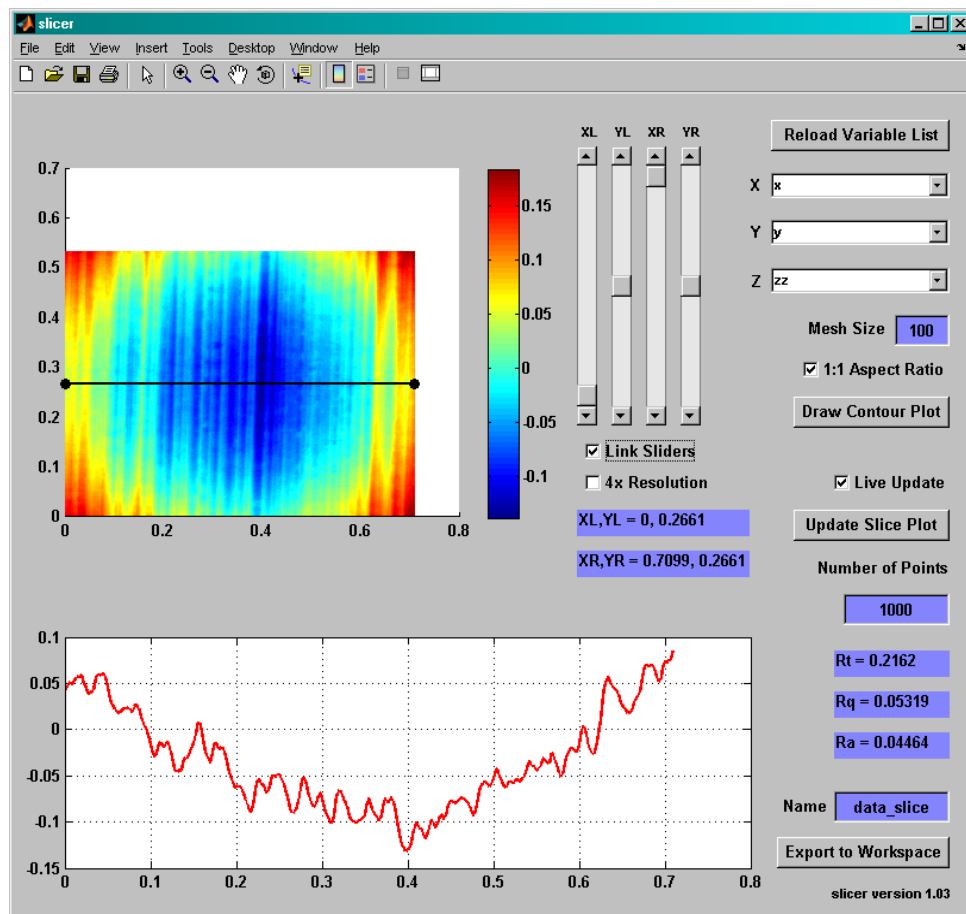 slicer
File Edit View Insert Tools Desktop Window Help
XL YL XR YR
Reload Variable List
X x
Y y
Z zz
Mesh Size 100
1:1 Aspect Ratio
Draw Contour Plot
Link Sliders
4x Resolution
Live Update
XL,YL = 0, 0.2661
Update Slice Plot
XR,YR = 0.7099, 0.2661
Number of Points
1000
0.7
0.6
0.5
0.4
0.3
0.2
0.1
0
0 0.2 0.4 0.6 0.8
0.15
0.1
0.05
0
-0.05
-0.1
0.1
0.05
0
-0.05
-0.1
-0.15
0 0.1 0.2 0.3 0.4 0.5 0.6 0.7 0.8
Rt = 0.2162
Rq = 0.05319
Ra = 0.04464
Name data_slice
Export to Workspace
slicer version 1.03